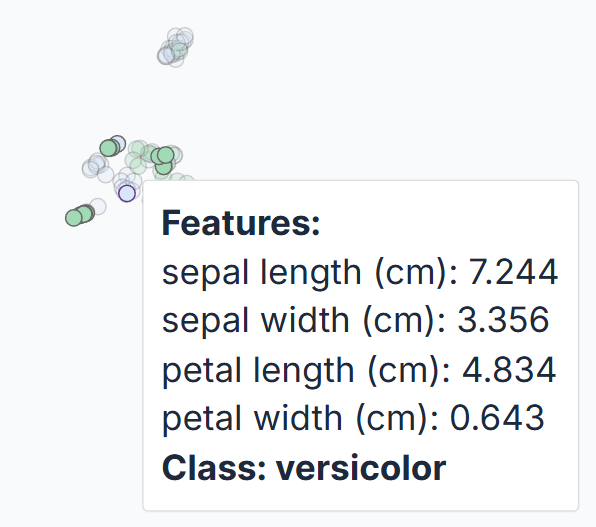 Features:
sepal length (cm): 7.244
sepal width (cm): 3.356
petal length (cm): 4.834
petal width (cm): 0.643
Class: versicolor